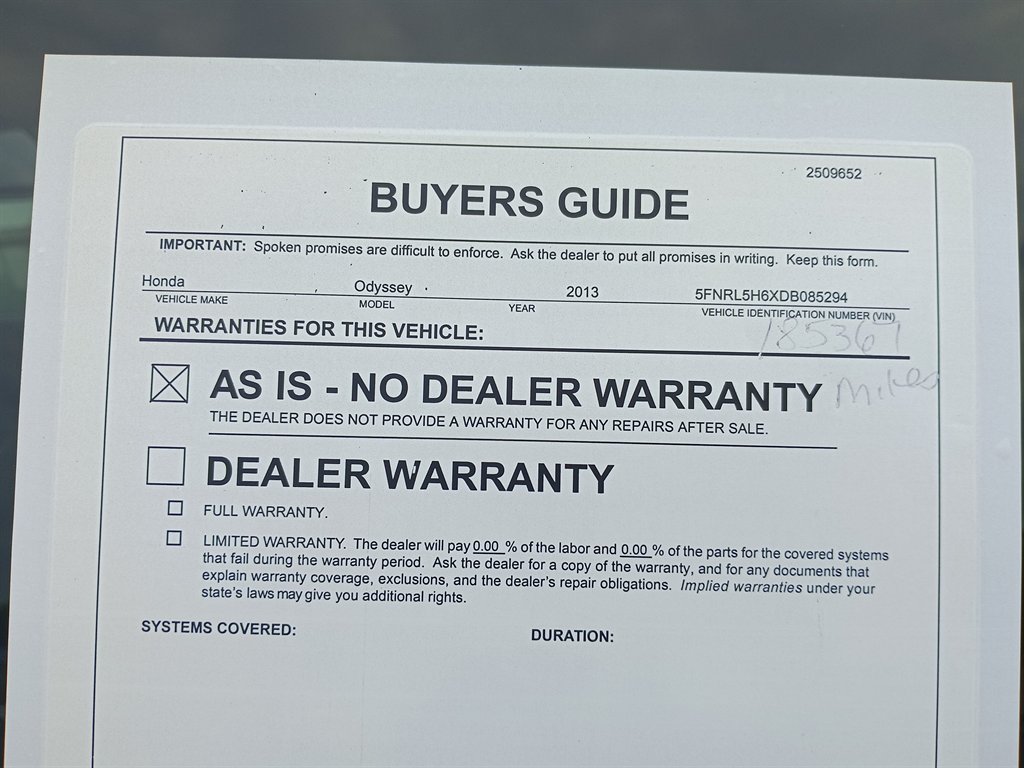 2509652
BUYERS GUIDE
IMPORTANT: Spoken promises are difficult to enforce. Ask the dealer to put all promises in writing. Keep this form.
Honda Odyssey 2013 5FNRL5H6XDB085294
VEHICLE MAKE MODEL YEAR VEHICLE IDENTIFICATION NUMBER (VIN)
185367
WARRANTIES FOR THIS VEHICLE:
AS IS - NO DEALER WARRANTY
Miles
THE DEALER DOES NOT PROVIDE A WARRANTY FOR ANY REPAIRS AFTER SALE.
DEALER WARRANTY
FULL WARRANTY.
LIMITED WARRANTY. The dealer will pay 0.00 % of the labor and 0.00 % of the parts for the covered systems
that fail during the warranty period. Ask the dealer for a copy of the warranty, and for any documents that
explain warranty coverage, exclusions, and the dealer's repair obligations. Implied warranties under your
state's laws may give you additional rights.
SYSTEMS COVERED: DURATION: